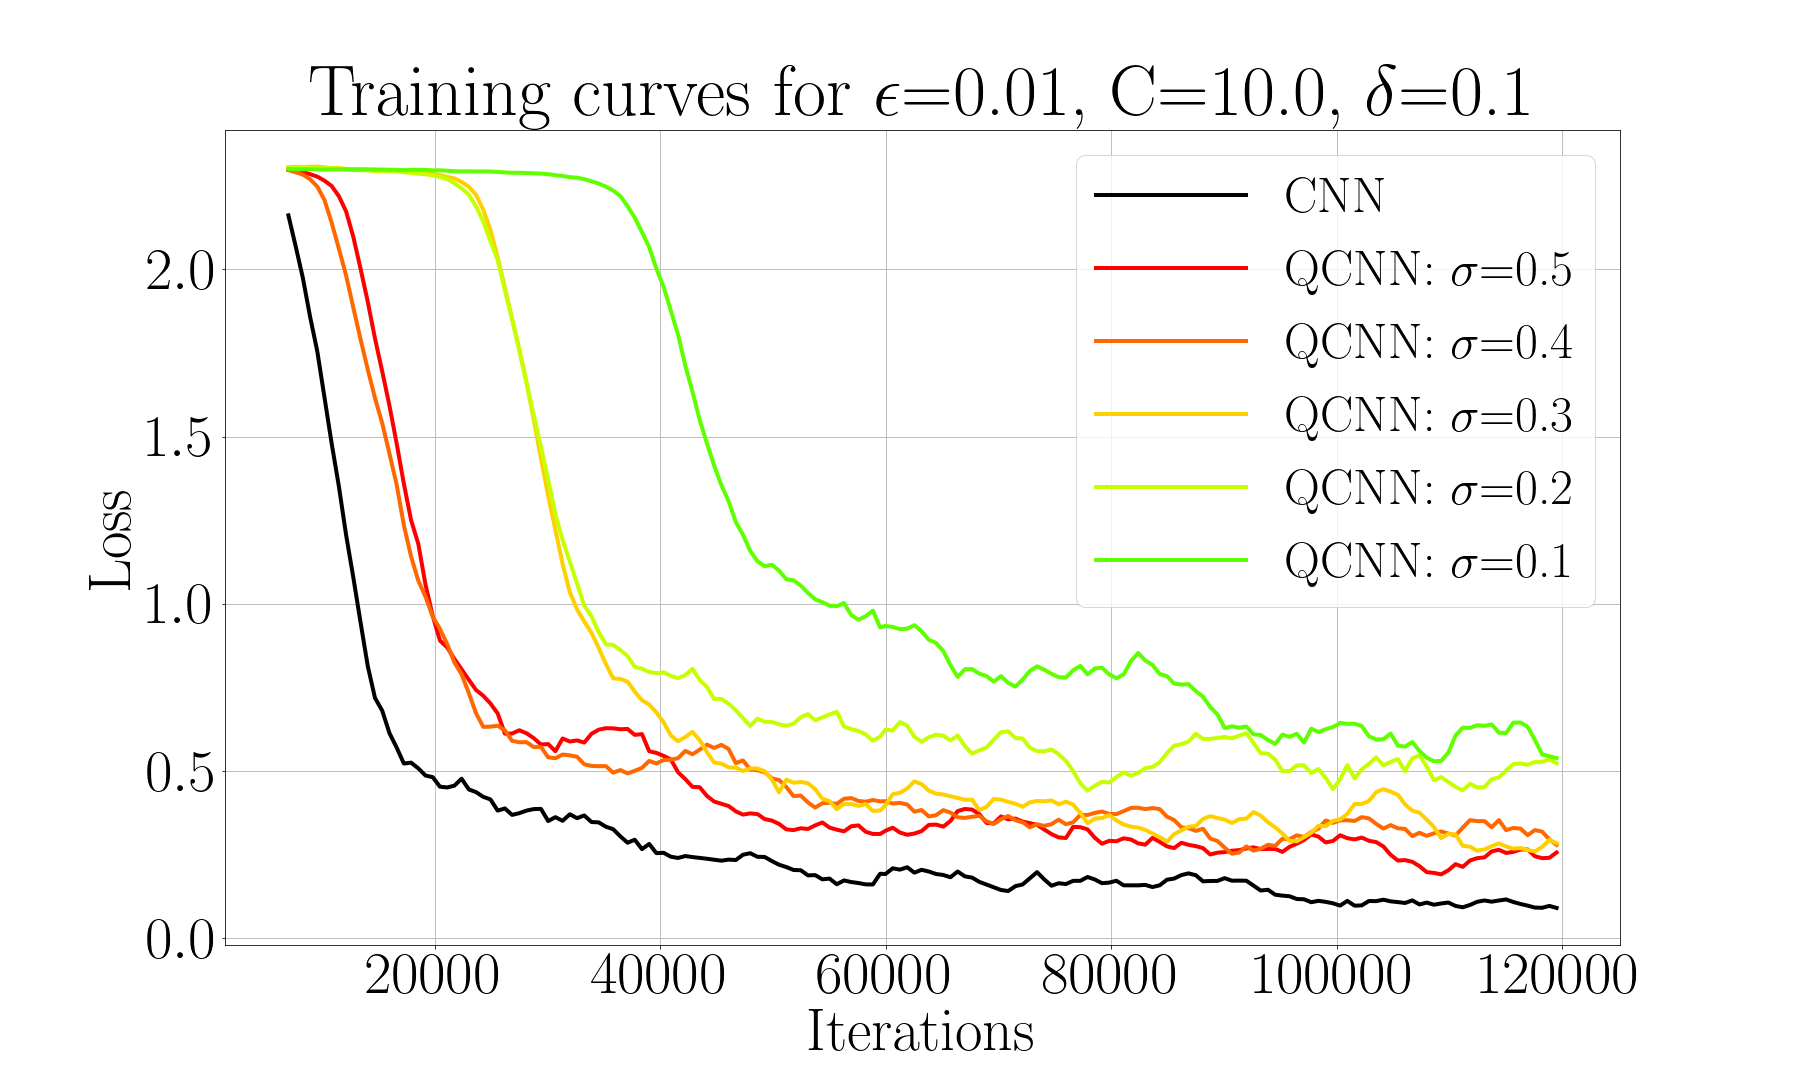 Training curves for ϵ=0.01, C=10.0, δ=0.1
CNN
QCNN: σ=0.5
QCNN: σ=0.4
QCNN: σ=0.3
QCNN: σ=0.2
QCNN: σ=0.1
Loss
2.0
1.5
1.0
0.5
0.0
20000 40000 60000 80000 100000 120000
Iterations